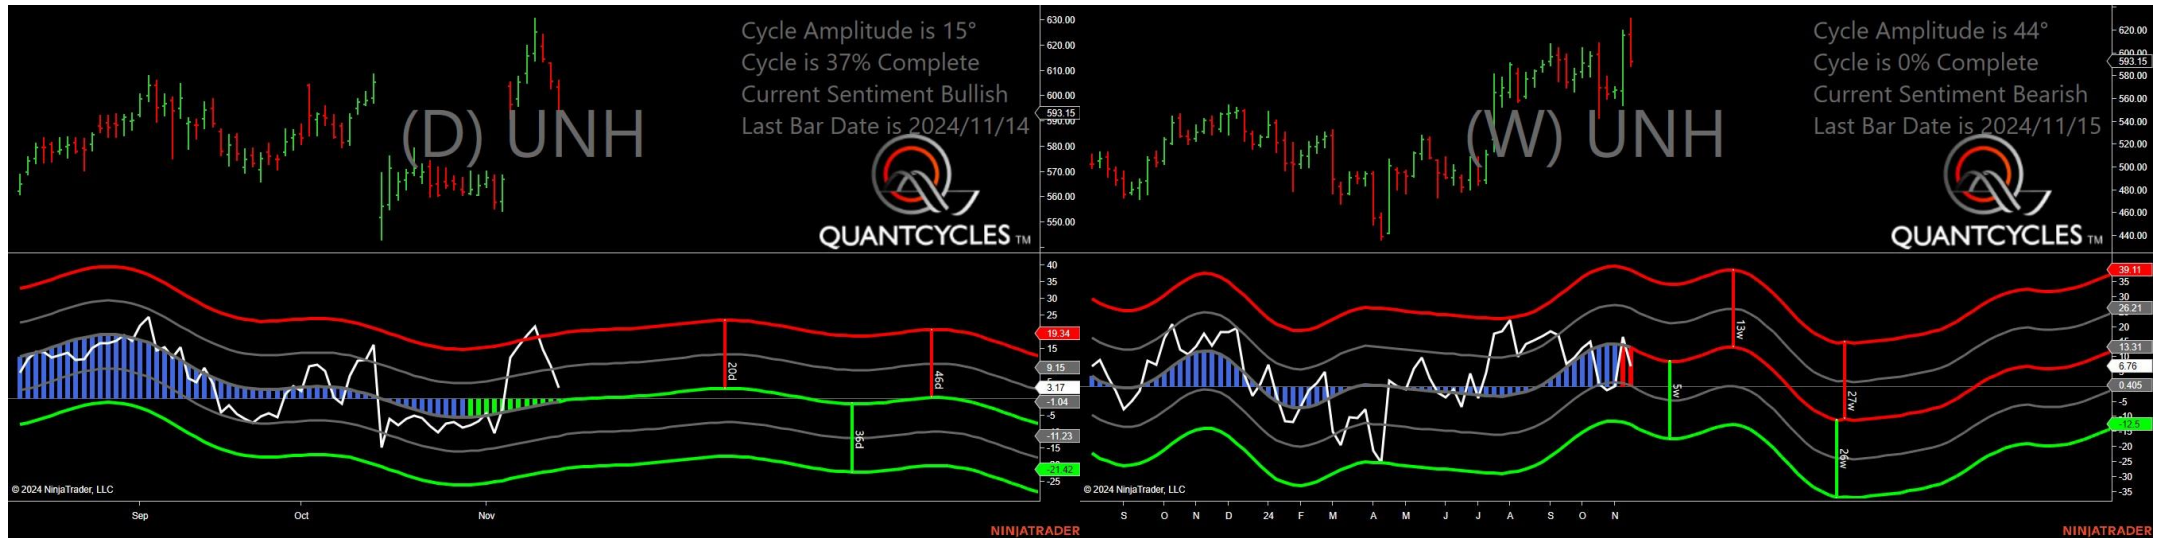 Cycle Amplitude is 15°
Cycle is 37% Complete
Current Sentiment Bullish
Last Bar Date is 2024/11/14
(D) UNH
QUANTCYCLES TM
630.00
620.00
610.00
600.00
593.15
590.00
580.00
570.00
560.00
550.00
40
35
30
25
19.34
15
9.15
3.17
-1.04
-5
-11.23
-21.42
-25
20d
36d
46d
© 2024 NinjaTrader, LLC
Sep Oct Nov
NINJATRADER
Cycle Amplitude is 44°
Cycle is 0% Complete
Current Sentiment Bearish
Last Bar Date is 2024/11/15
(W) UNH
QUANTCYCLES TM
620.00
600.00
593.15
580.00
560.00
540.00
520.00
500.00
480.00
460.00
440.00
39.11
35
30
26.21
20
13.31
10
6.76
0.405
-5
-10
-12.5
-20
-25
-30
-35
5w
13w
26w
27w
© 2024 NinjaTrader, LLC
S O N D 24 F M A M J J A S O N
NINJATRADER